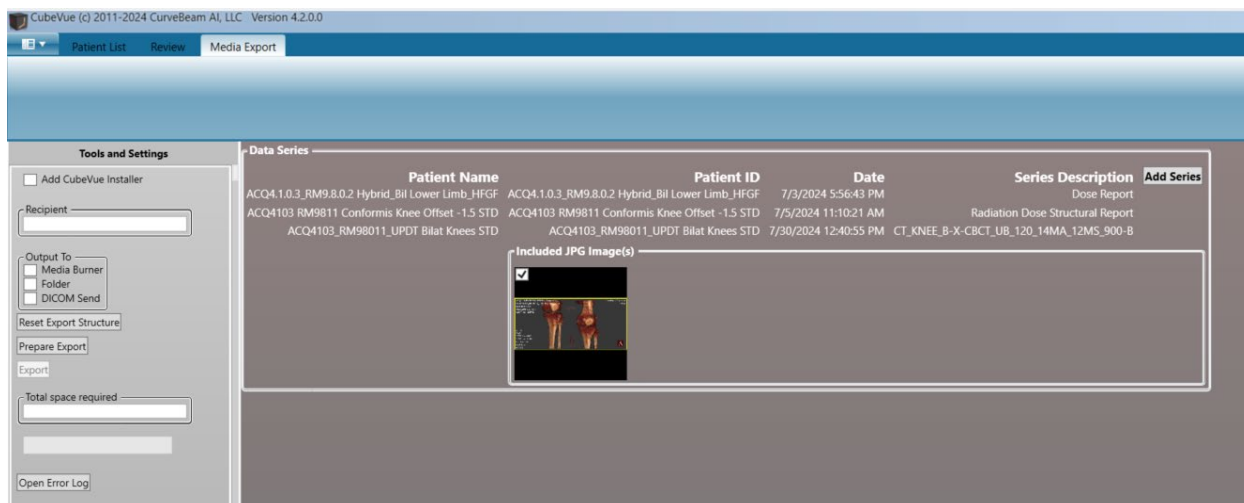 CubeVue (c) 2011-2024 CurveBeam AI, LLC Version 4.2.0.0
Patient List Review Media Export
Tools and Settings
Add CubeVue Installer
Recipient
Output To
Media Burner
Folder
DICOM Send
Reset Export Structure
Prepare Export
Export
Total space required
Open Error Log
Data Series
Patient Name Patient ID Date Series Description Add Series
ACQ4.1.0.3_RM9.8.0.2 Hybrid_Bil Lower Limb_HFGF ACQ4.1.0.3_RM9.8.0.2 Hybrid_Bil Lower Limb_HFGF 7/3/2024 5:56:43 PM Dose Report
ACQ4103 RM9811 Conformis Knee Offset -1.5 STD ACQ4103 RM9811 Conformis Knee Offset -1.5 STD 7/5/2024 11:10:21 AM Radiation Dose Structural Report
ACQ4103_RM98011_UPDT Bilat Knees STD ACQ4103_RM98011_UPDT Bilat Knees STD 7/30/2024 12:40:55 PM CT_KNEE_B-X-CBCT_UB_120_14MA_12MS_900-B
Included JPG Image(s)